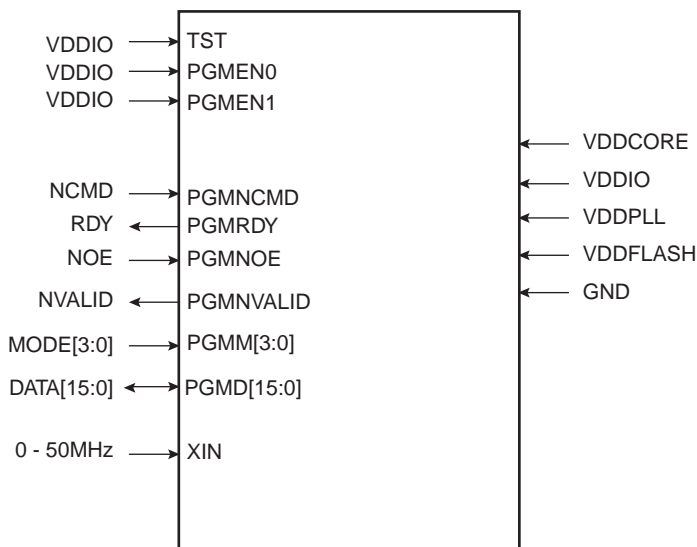 VDDIO TST
VDDIO PGMEN0
VDDIO PGMEN1
VDDCORE
VDDIO
NCMD PGMNCMD
VDDPLL
RDY PGMRDY
VDDFLASH
NOE PGMNOE
GND
NVALID PGMNVALID
MODE[3:0] PGMM[3:0]
DATA[15:0] PGMD[15:0]
0 - 50MHz XIN